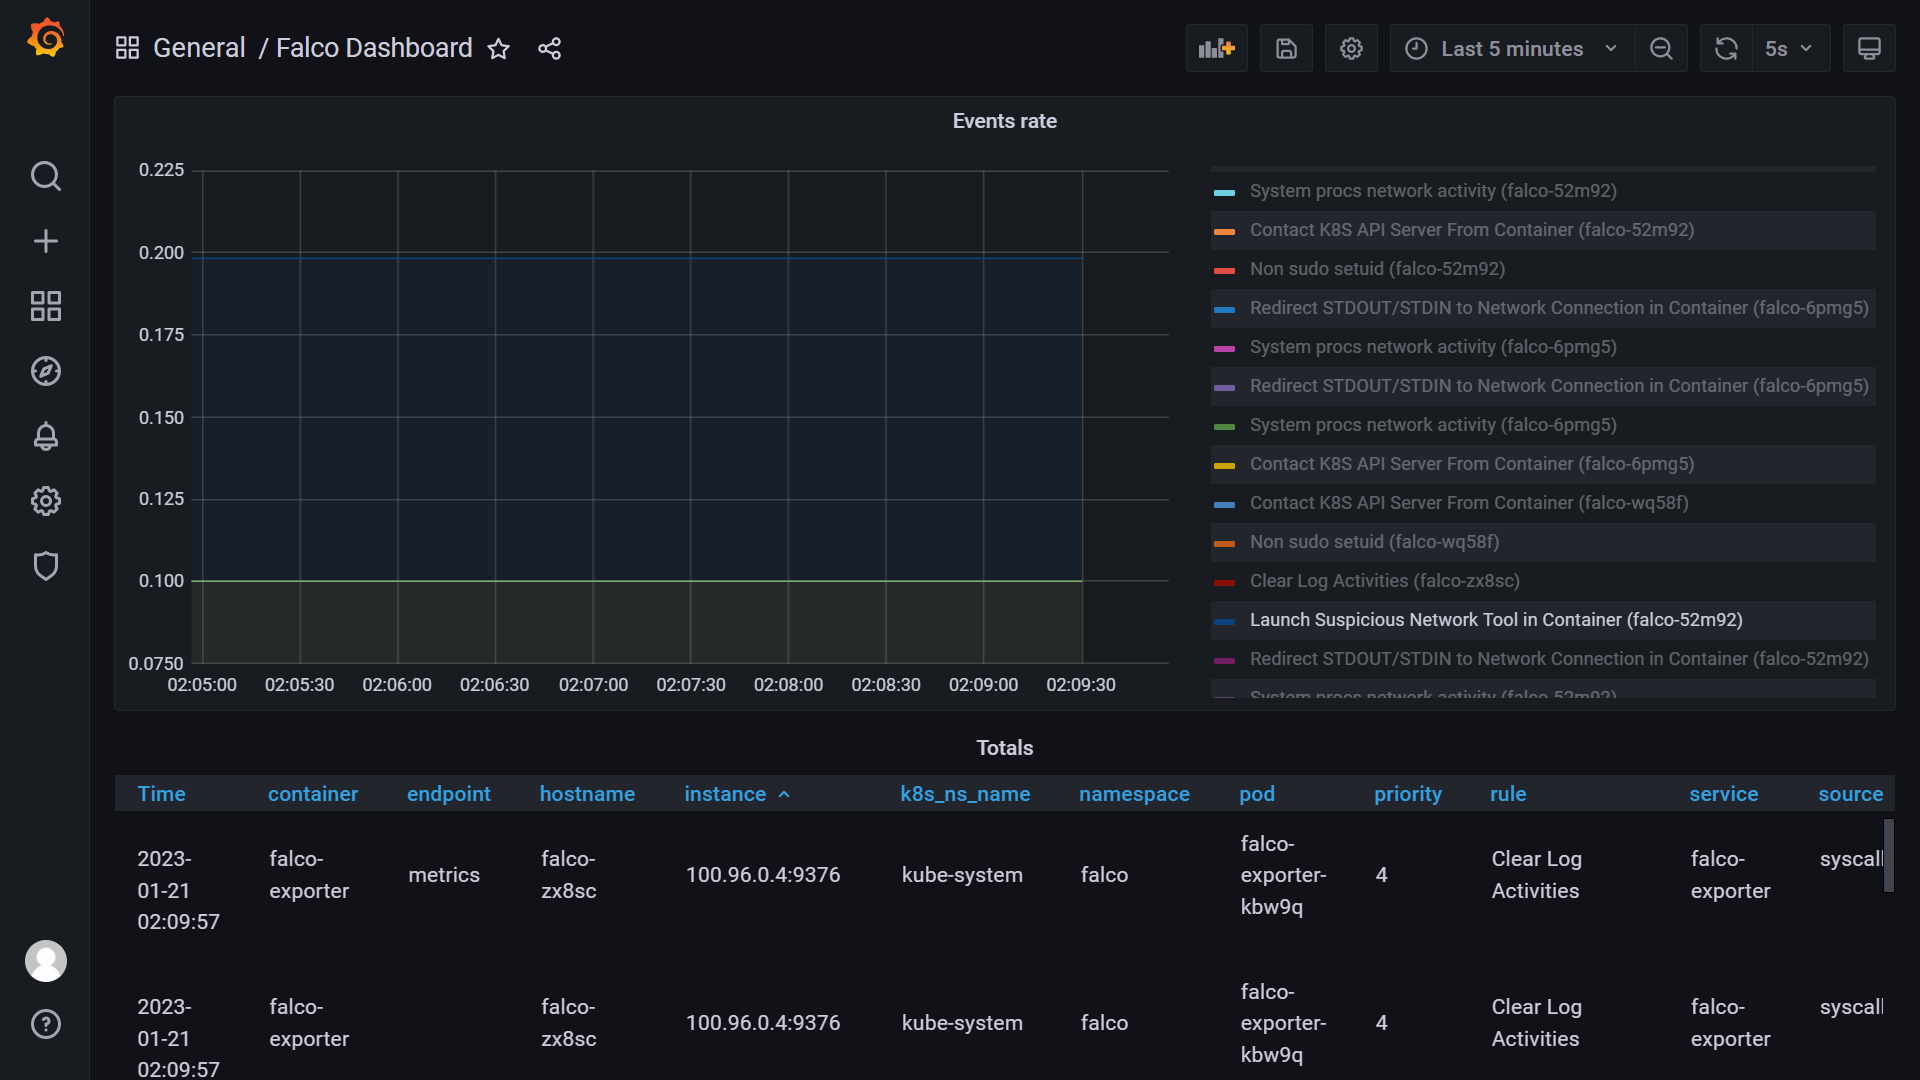 General / Falco Dashboard
Last 5 minutes
5s
Events rate
0.225
0.200
0.175
0.150
0.125
0.100
0.0750
02:05:00 02:05:30 02:06:00 02:06:30 02:07:00 02:07:30 02:08:00 02:08:30 02:09:00 02:09:30
System procs network activity (falco-52m92)
Contact K8S API Server From Container (falco-52m92)
Non sudo setuid (falco-52m92)
Redirect STDOUT/STDIN to Network Connection in Container (falco-6pmg5)
System procs network activity (falco-6pmg5)
Redirect STDOUT/STDIN to Network Connection in Container (falco-6pmg5)
System procs network activity (falco-6pmg5)
Contact K8S API Server From Container (falco-6pmg5)
Contact K8S API Server From Container (falco-wq58f)
Non sudo setuid (falco-wq58f)
Clear Log Activities (falco-zx8sc)
Launch Suspicious Network Tool in Container (falco-52m92)
Redirect STDOUT/STDIN to Network Connection in Container (falco-52m92)
System procs network activity (falco-52m92)
Totals
Time container endpoint hostname instance k8s_ns_name namespace pod priority rule service source
2023-
01-21
02:09:57
falco-
exporter
metrics
falco-
zx8sc
100.96.0.4:9376
kube-system
falco
falco-
exporter-
kbw9q
4
Clear Log
Activities
falco-
exporter
syscall
2023-
01-21
02:09:57
falco-
exporter
falco-
zx8sc
100.96.0.4:9376
kube-system
falco
falco-
exporter-
kbw9q
4
Clear Log
Activities
falco-
exporter
syscall